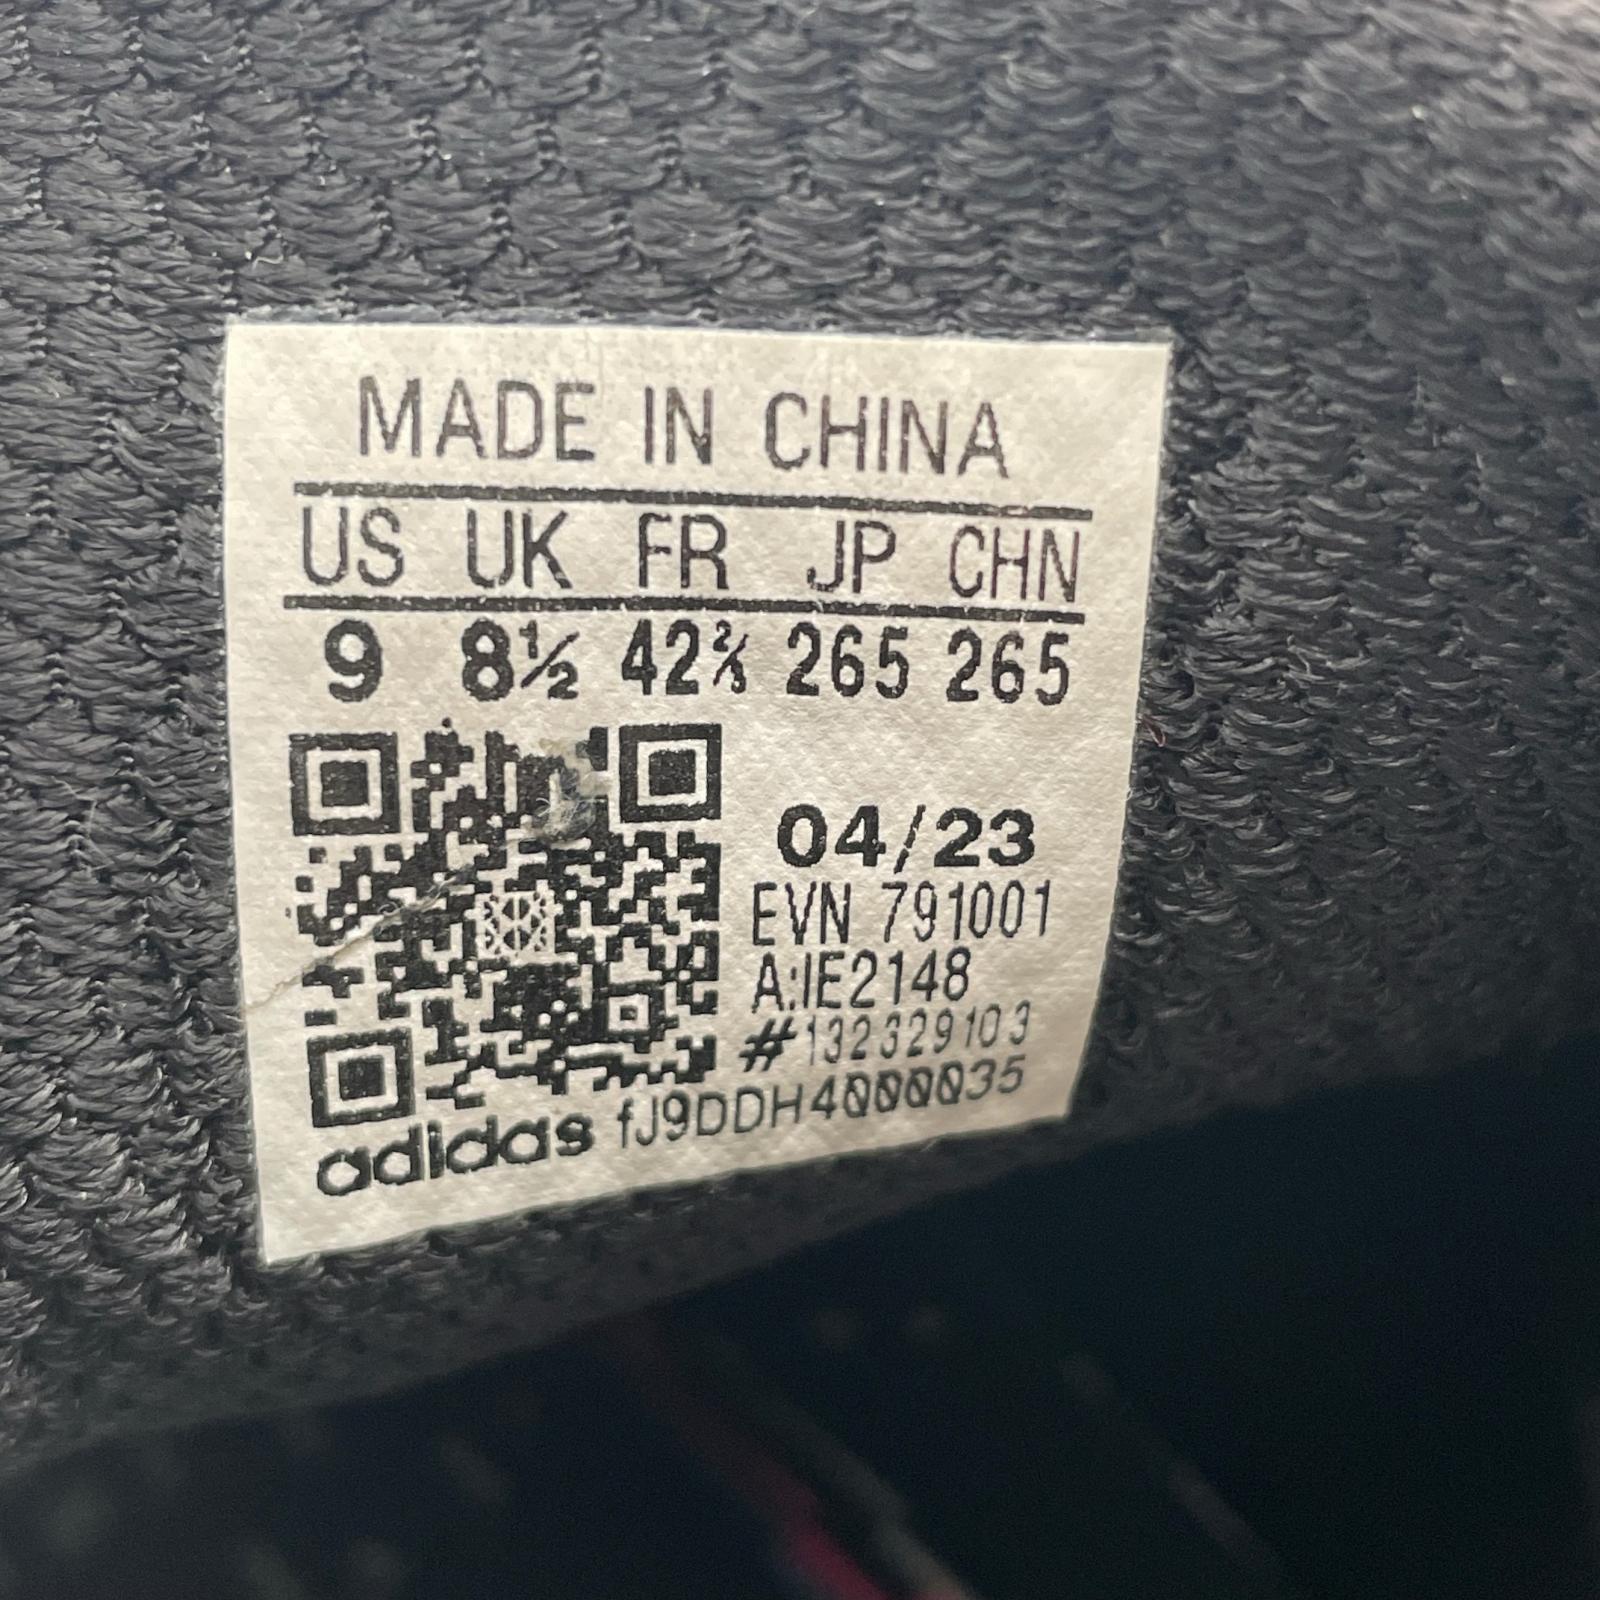 MADE IN CHINA
US UK FR JP CHN
9 8½ 42⅔ 265 265
04/23
EVN 791001
A:IE2148
#132329103
adidas fJ9DDH4000035